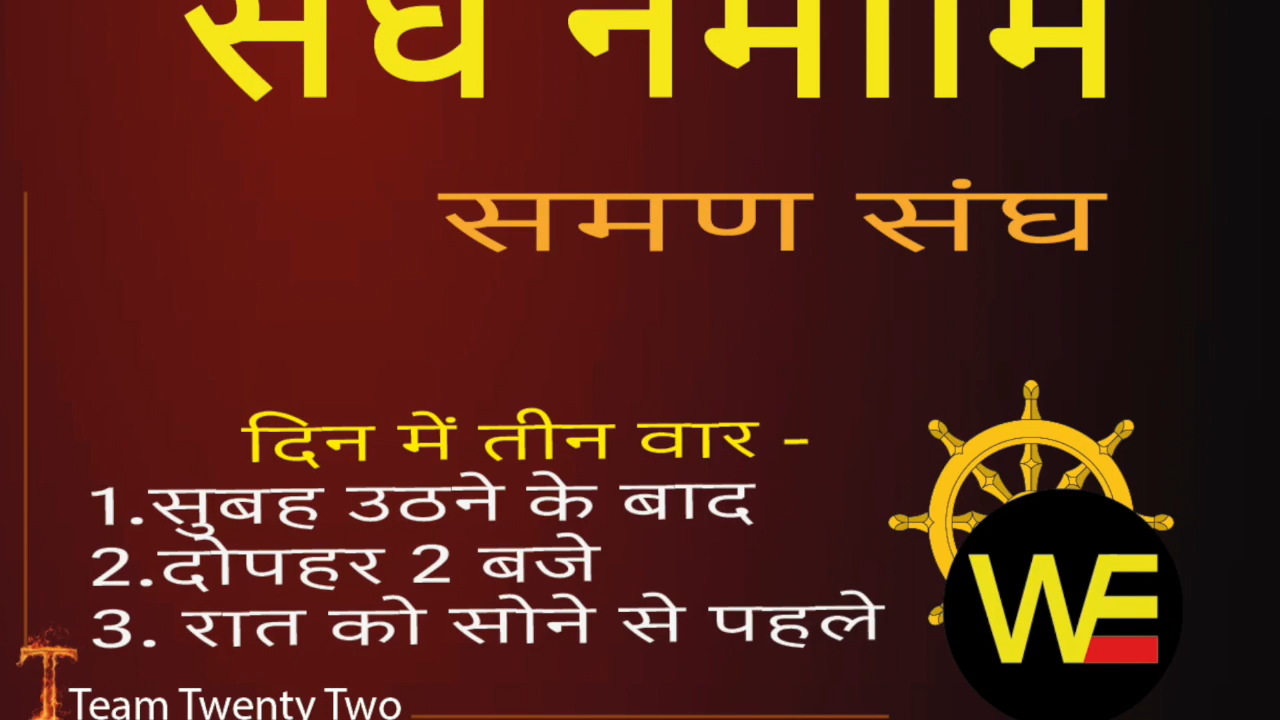 संघ नमामि
समण संघ
दिन में तीन वार -
1.सुबह उठने के बाद
2.दोपहर 2 बजे
3. रात को सोने से पहले
WE
T Team Twenty Two